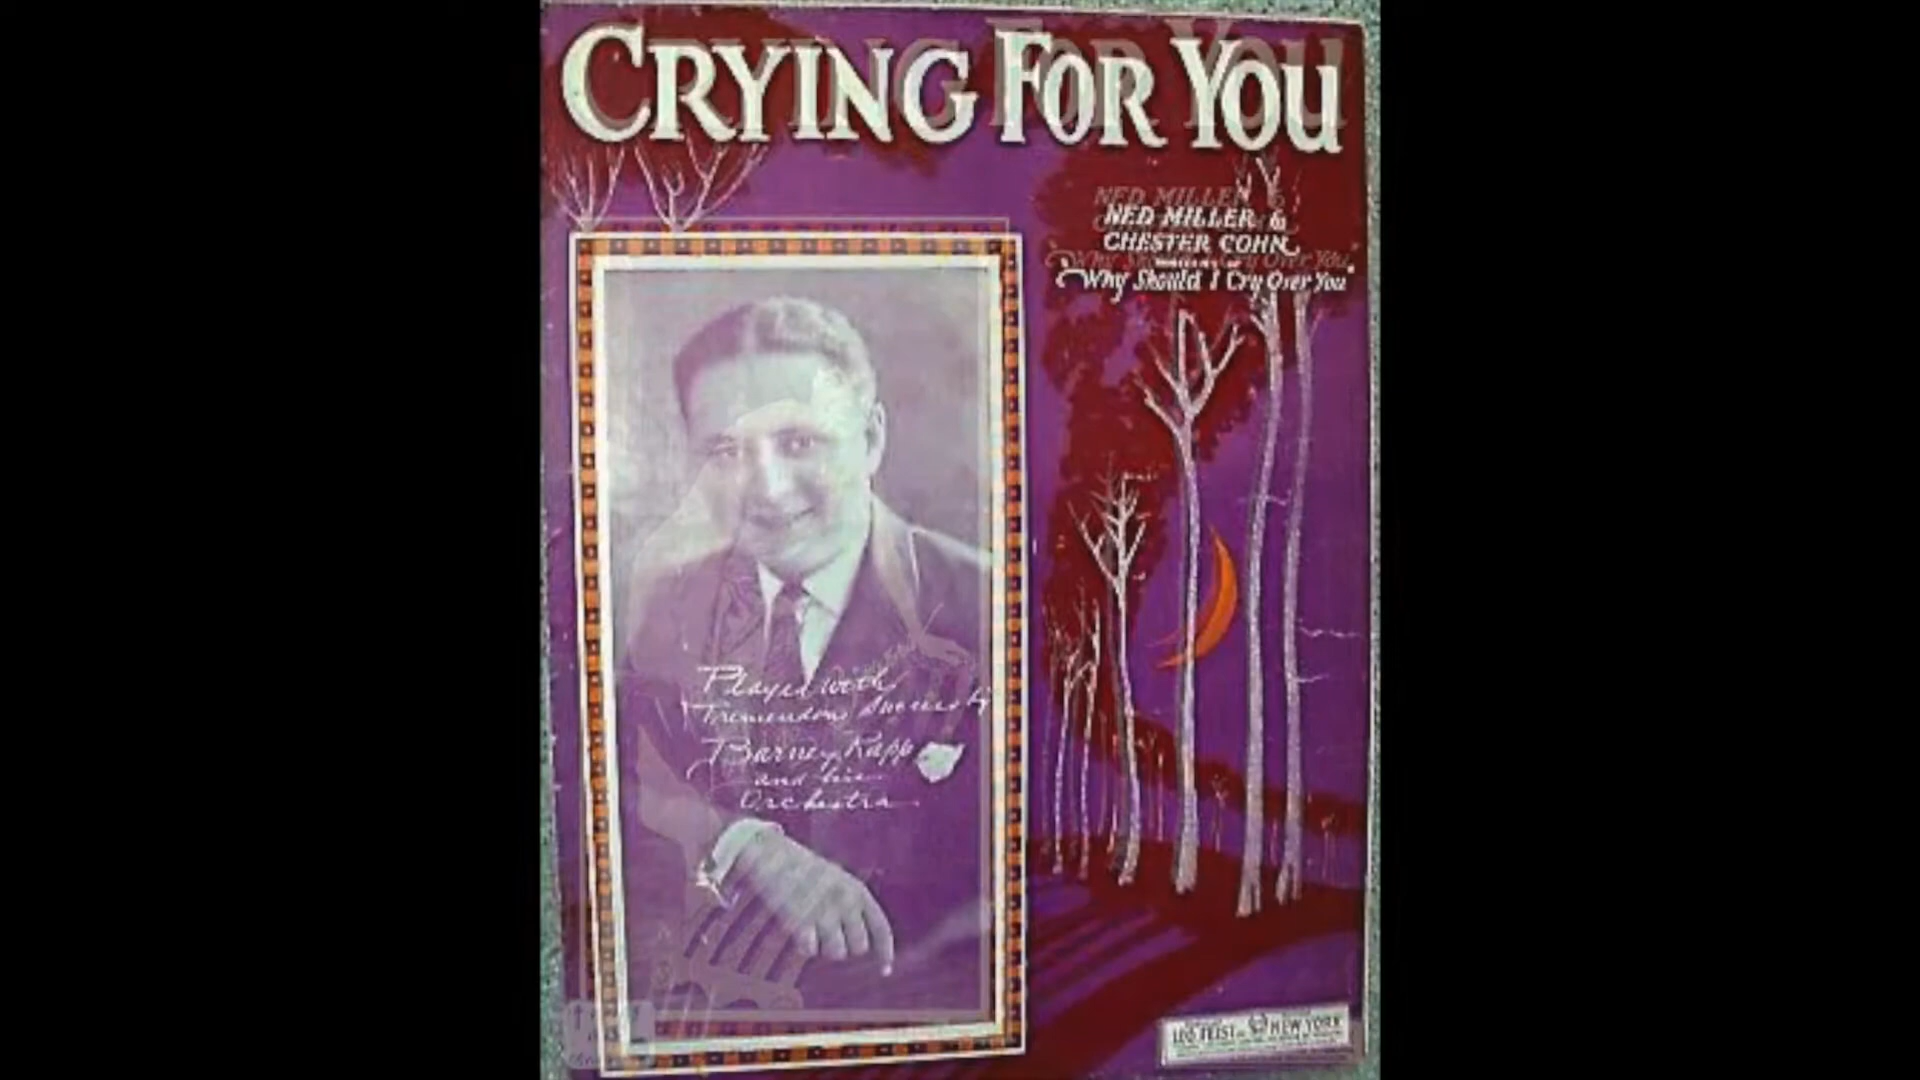 CRYING FOR YOU
NED MILLER &
CHESTER COHN
"Why Should I Cry Over You"
Played with
Tremendous Success by
Barney Rapp
and his
Orchestra
LEO FEIST INC NEW YORK